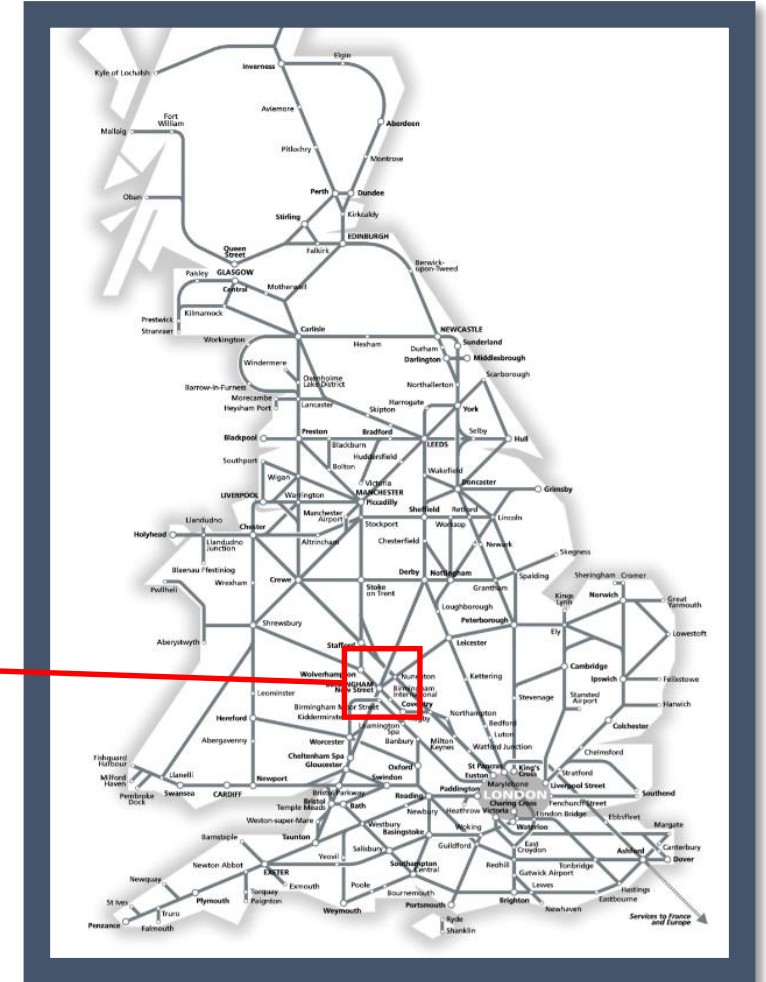 Elgin
Inverness
Kyle of Lochalsh
Aviemore
Fort
William
Mallaig
Aberdeen
Pitlochry
Montrose
Oban
Perth
Dundee
Stirling
Kirkcaldy
EDINBURGH
Queen
Street
Falkirk
Berwick-
upon-Tweed
Paisley
GLASGOW
Central
Motherwell
Prestwick
Kilmarnock
Stranraer
Carlisle
NEWCASTLE
Workington
Hexham
Durham
Sunderland
Darlington
Middlesbrough
Windermere
Oxenholme
Lake District
Scarborough
Barrow-in-Furness
Northallerton
Morecambe
Heysham Port
Lancaster
Harrogate
Skipton
York
Blackpool
Preston
Bradford
Selby
Hull
Blackburn
LEEDS
Huddersfield
Southport
Bolton
Wakefield
Wigan
Victoria
Doncaster
LIVERPOOL
Warrington
MANCHESTER
Piccadilly
Grimsby
Manchester
Airport
Sheffield
Retford
Llandudno
Stockport
Worksop
Lincoln
Holyhead
Chester
Llandudno
Junction
Altrincham
Chesterfield
Newark
Skegness
Blaenau Ffestiniog
Wrexham
Crewe
Derby
Nottingham
Spalding
Sheringham
Cromer
Pwllheli
Stoke
on Trent
Grantham
Kings
Lynn
Norwich
Great
Yarmouth
Loughborough
Shrewsbury
Peterborough
Ely
Lowestoft
Aberystwyth
Stafford
Leicester
Wolverhampton
Nuneaton
Cambridge
New Street
Birmingham
International
Kettering
Ipswich
Felixstowe
Leominster
Birmingham Moor Street
Coventry
Stevenage
Stansted
Airport
Harwich
Hereford
Kidderminster
Northampton
Bedford
Colchester
Leamington
Spa
Abergavenny
Worcester
Banbury
Milton
Keynes
Luton
Watford Junction
Chelmsford
Fishguard
Harbour
Cheltenham Spa
Gloucester
Oxford
St Pancras
Euston
King's
Cross
Stratford
Milford
Haven
Llanelli
Newport
Swindon
Marylebone
Liverpool Street
Pembroke
Dock
Swansea
CARDIFF
Bristol Parkway
Reading
Paddington
LONDON
Southend
Bristol
Temple Meads
Bath
Newbury
Heathrow
Victoria
Charing Cross
Fenchurch Street
London Bridge
Ebbsfleet
Weston-super-Mare
Westbury
Basingstoke
Woking
Waterloo
Margate
Barnstaple
Taunton
Salisbury
Guildford
East
Croydon
Canterbury
Yeovil
Redhill
Tonbridge
Ashford
Dover
Newton Abbot
EXETER
Southampton
Central
Gatwick Airport
Newquay
Exmouth
Poole
Bournemouth
Lewes
Hastings
Eastbourne
St Ives
Plymouth
Torquay
Paignton
Weymouth
Portsmouth
Brighton
Newhaven
Truro
Penzance
Falmouth
Ryde
Shanklin
Services to France
and Europe